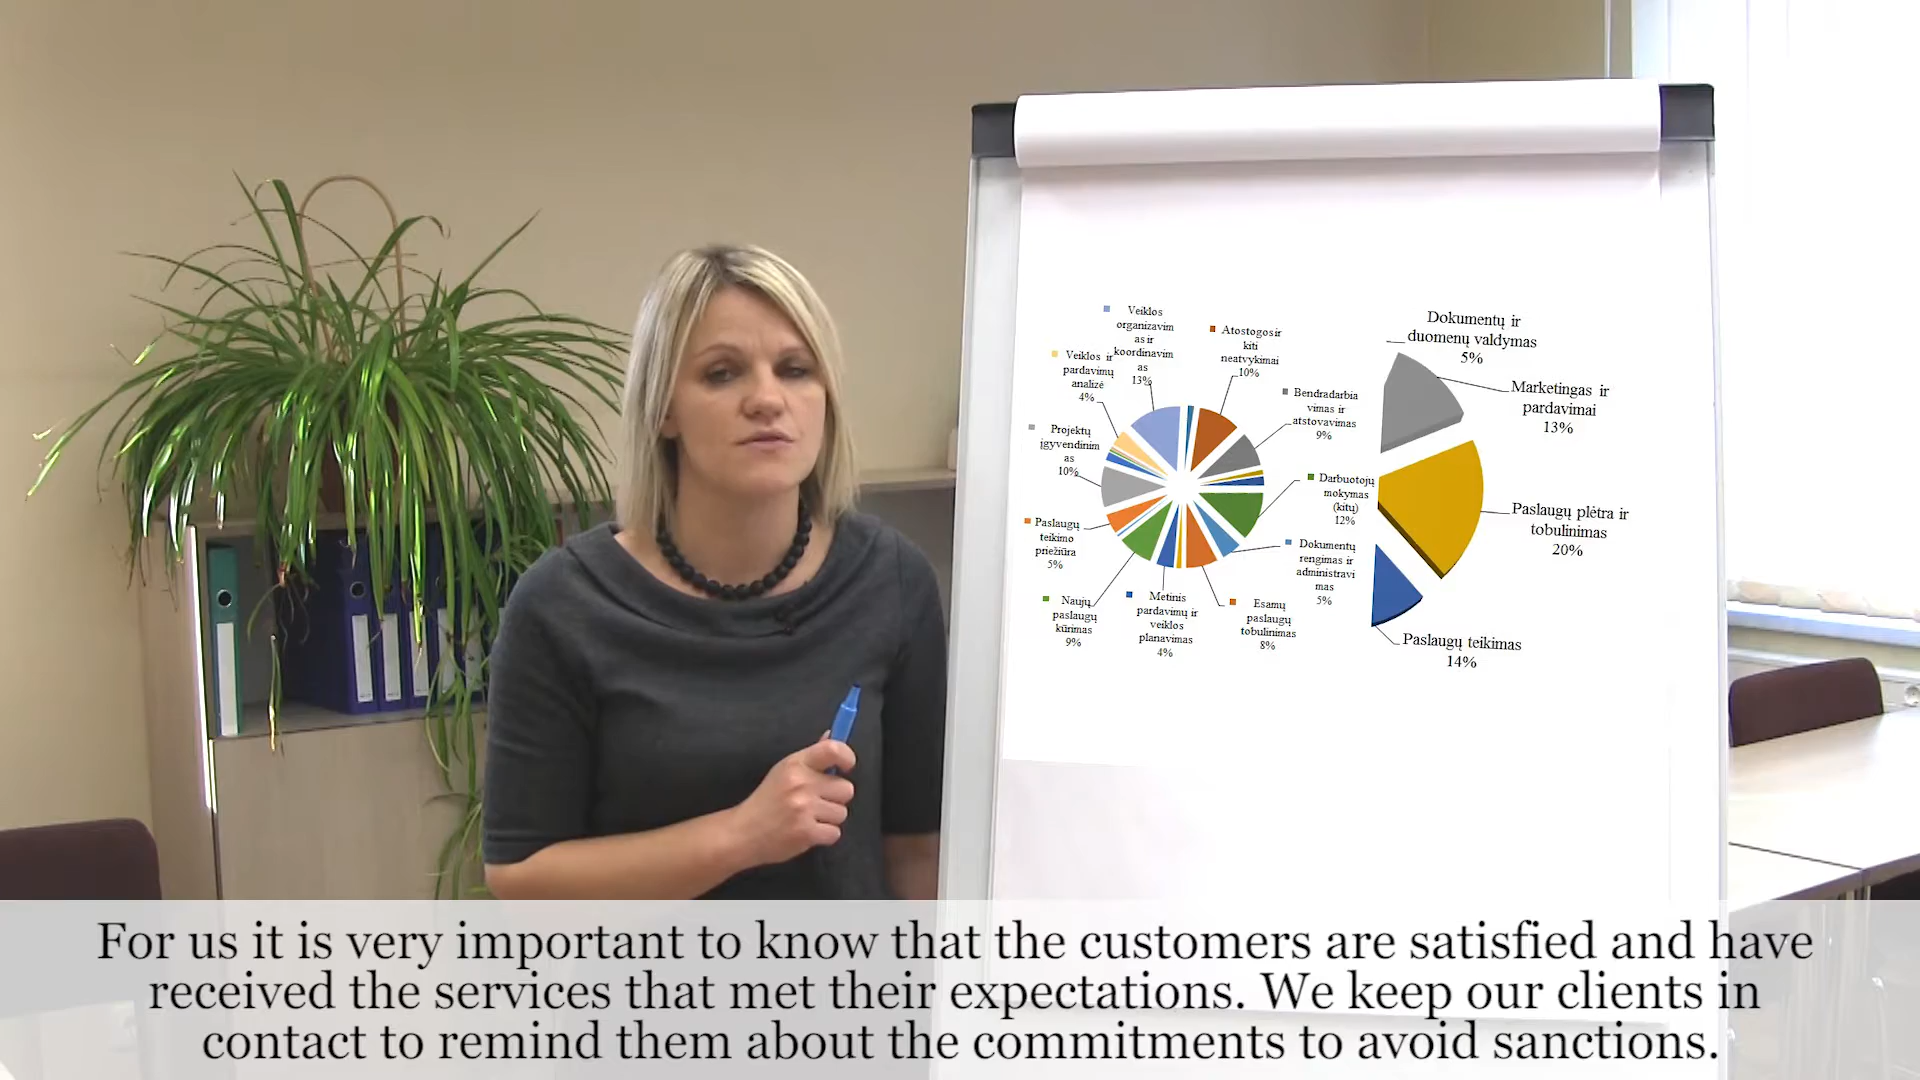 Veiklos
organizavim
as ir
koordinavim
as
13%
Atostogos ir
kiti
neatvykimai
10%
Veiklos ir
pardavimų
analizė
4%
Bendradarbia
vimas ir
atstovavimas
9%
Projektų
įgyvendinim
as
10%
Darbuotojų
mokymas
(kitų)
12%
Paslaugų
teikimo
priežiūra
5%
Dokumentų
rengimas ir
administravi
mas
5%
Naujų
paslaugų
kūrimas
9%
Metinis
pardavimų ir
veiklos
planavimas
4%
Esamų
paslaugų
tobulinimas
8%
Dokumentų ir
duomenų valdymas
5%
Marketingas ir
pardavimai
13%
Paslaugų plėtra ir
tobulinimas
20%
Paslaugų teikimas
14%
For us it is very important to know that the customers are satisfied and have
received the services that met their expectations. We keep our clients in
contact to remind them about the commitments to avoid sanctions.